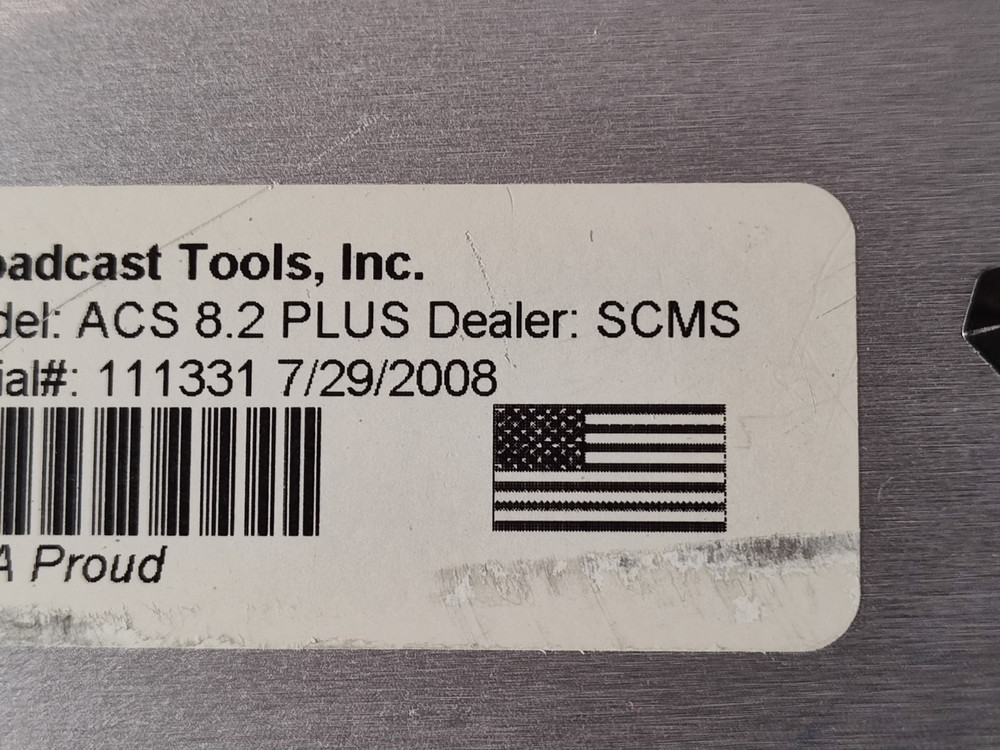 oadcast Tools, Inc.
del: ACS 8.2 PLUS Dealer: SCMS
ial#: 111331 7/29/2008
A Proud